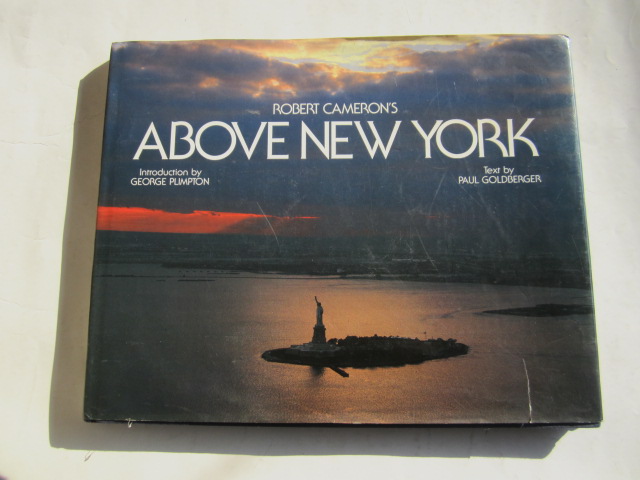 ROBERT CAMERON'S
ABOVE NEW YORK
Introduction by
GEORGE PLIMPTON
Text by
PAUL GOLDBERGER